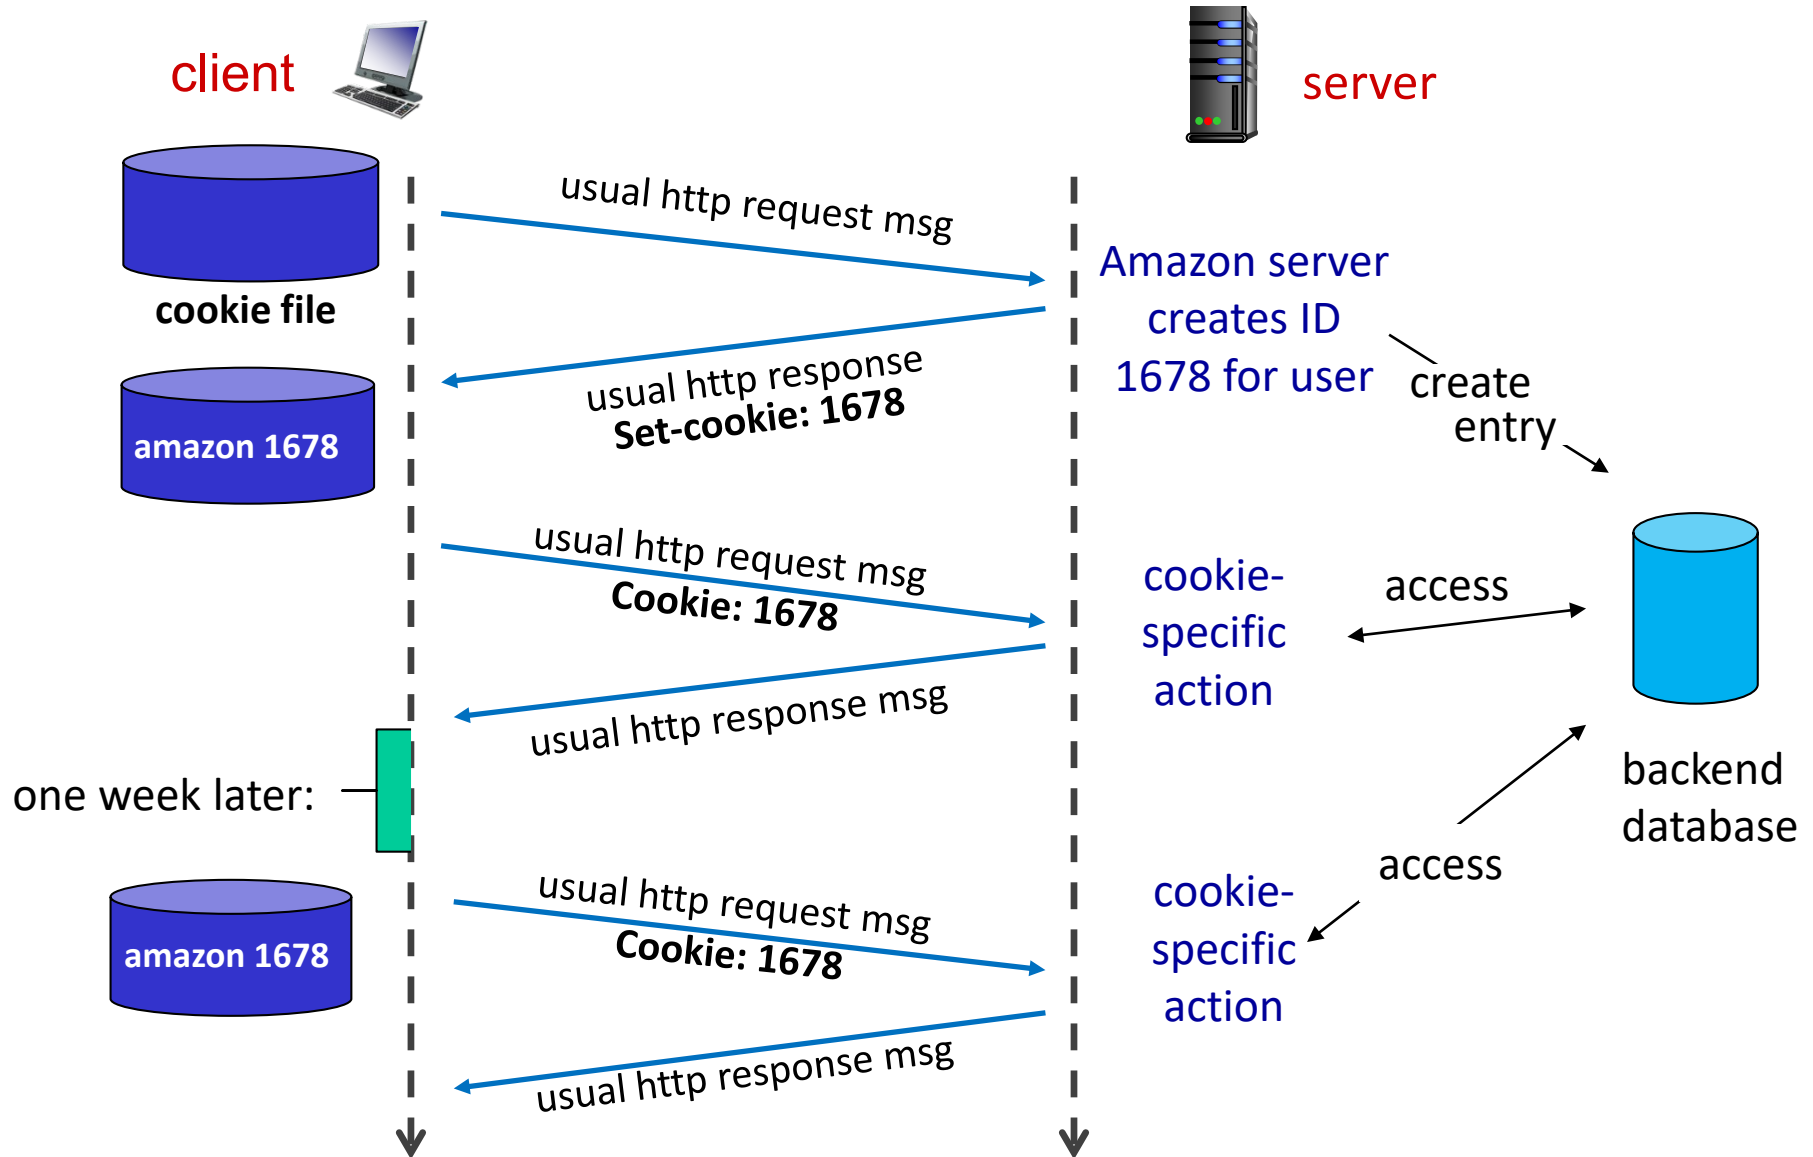 client
server
usual http request msg
cookie file
Amazon server
creates ID
1678 for user
create
entry
usual http response
Set-cookie: 1678
amazon 1678
usual http request msg
Cookie: 1678
cookie-
specific
action
access
usual http response msg
one week later:
backend
database
access
usual http request msg
Cookie: 1678
amazon 1678
cookie-
specific
action
usual http response msg